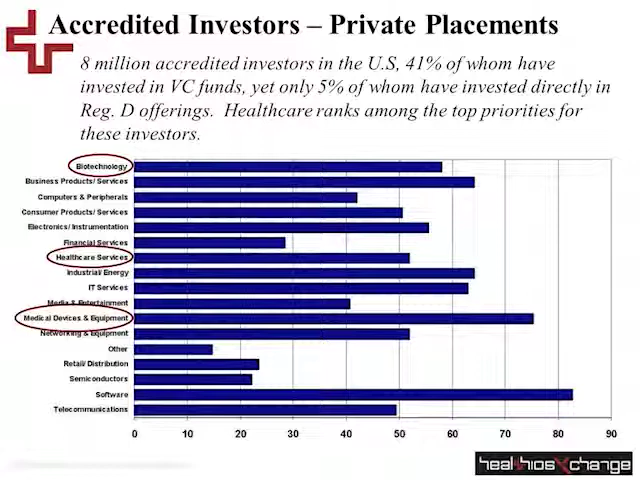 Accredited Investors – Private Placements
8 million accredited investors in the U.S, 41% of whom have
invested in VC funds, yet only 5% of whom have invested directly in
Reg. D offerings. Healthcare ranks among the top priorities for
these investors.
Biotechnology
Business Products/ Services
Computers & Peripherals
Consumer Products/ Services
Electronics/ Instrumentation
Financial Services
Healthcare Services
Industrial/ Energy
IT Services
Media & Entertainment
Medical Devices & Equipment
Networking & Equipment
Other
Retail/ Distribution
Semiconductors
Software
Telecommunications
0 10 20 30 40 50 60 70 80 90
healthiosXchange